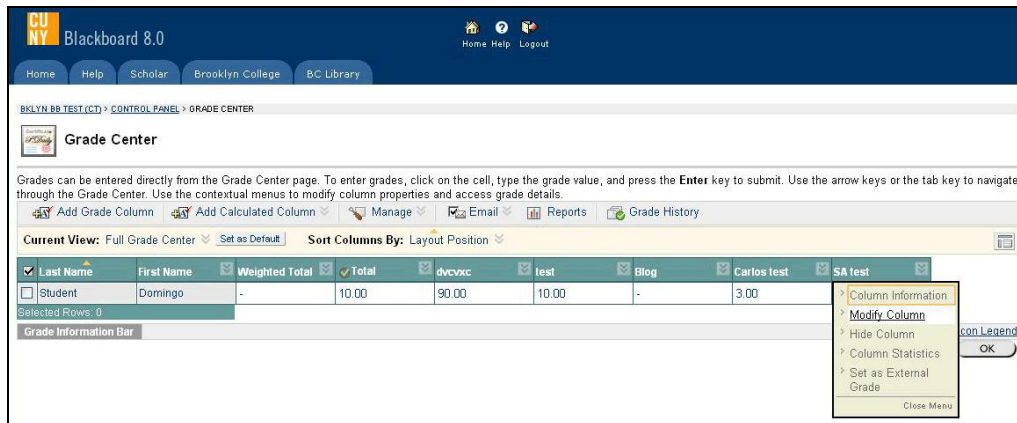 CU
NY Blackboard 8.0
Home Help Logout
Home Help Scholar Brooklyn College BC Library
BKLYN BB TEST (CT) > CONTROL PANEL > GRADE CENTER
Grade Center
Grades can be entered directly from the Grade Center page. To enter grades, click on the cell, type the grade value, and press the Enter key to submit. Use the arrow keys or the tab key to navigate
through the Grade Center. Use the contextual menus to modify column properties and access grade details.
Add Grade Column Add Calculated Column Manage Email Reports Grade History
Current View: Full Grade Center Set as Default Sort Columns By: Layout Position
Last Name First Name Weighted Total Total dvcvxc test Blog Carlos test SA test
Student Domingo - 10.00 90.00 10.00 - 3.00
Selected Rows: 0
Grade Information Bar
con Legend
OK
> Column Information
> Modify Column
> Hide Column
> Column Statistics
> Set as External
Grade
Close Menu